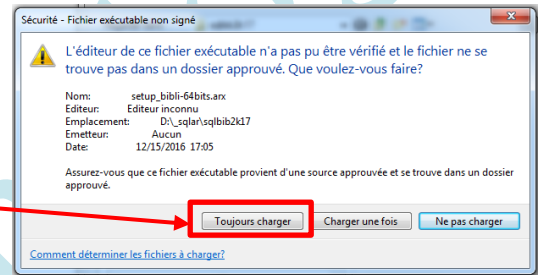 Sécurité - Fichier exécutable non signé
L'éditeur de ce fichier exécutable n'a pas pu être vérifié et le fichier ne se
trouve pas dans un dossier approuvé. Que voulez-vous faire?
Nom: setup_bibli-64bits.arx
Editeur: Editeur inconnu
Emplacement: D:\_sqlar\sqlbib2k17
Emetteur: Aucun
Date: 12/15/2016 17:05
Assurez-vous que ce fichier exécutable provient d'une source approuvée et se trouve dans un dossier
approuvé.
Toujours charger Charger une fois Ne pas charger
Comment déterminer les fichiers à charger?